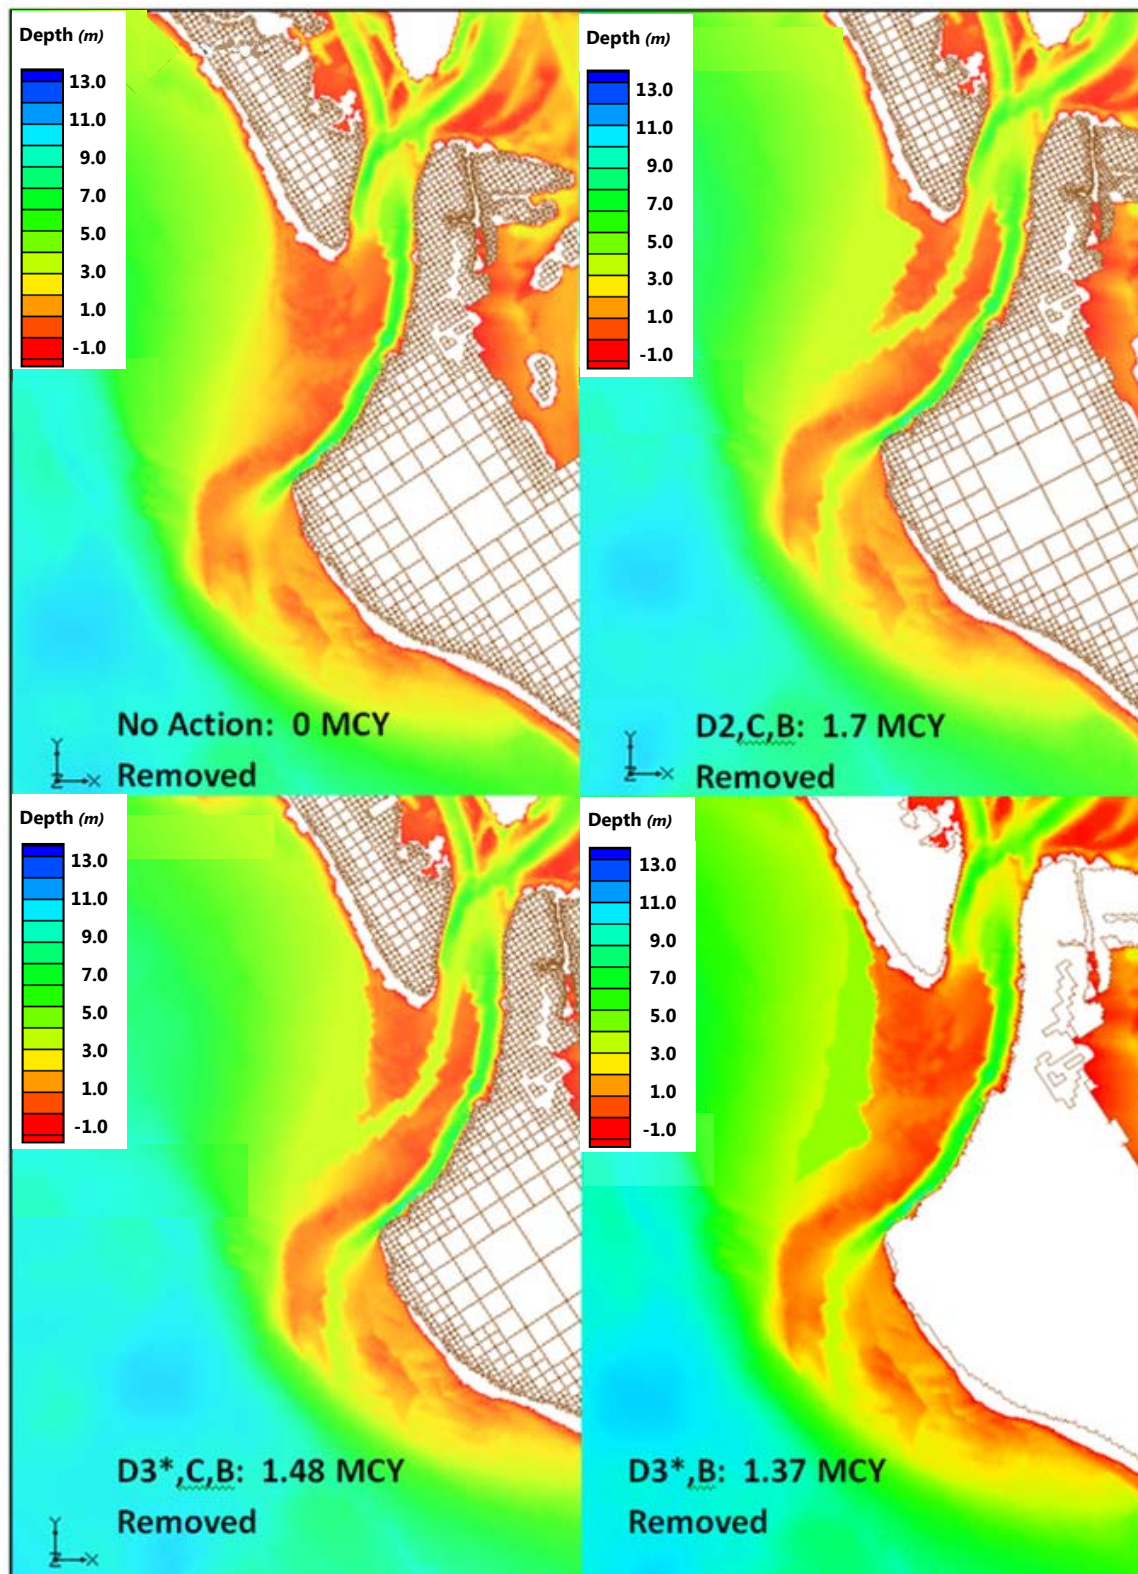 Depth (m)
13.0
11.0
9.0
7.0
5.0
3.0
1.0
-1.0
No Action: 0 MCY
Removed
Y
Z
X
Depth (m)
13.0
11.0
9.0
7.0
5.0
3.0
1.0
-1.0
D2,C,B: 1.7 MCY
Removed
Y
Z
X
Depth (m)
13.0
11.0
9.0
7.0
5.0
3.0
1.0
-1.0
D3*,C,B: 1.48 MCY
Removed
Y
Z
X
Depth (m)
13.0
11.0
9.0
7.0
5.0
3.0
1.0
-1.0
D3*,B: 1.37 MCY
Removed